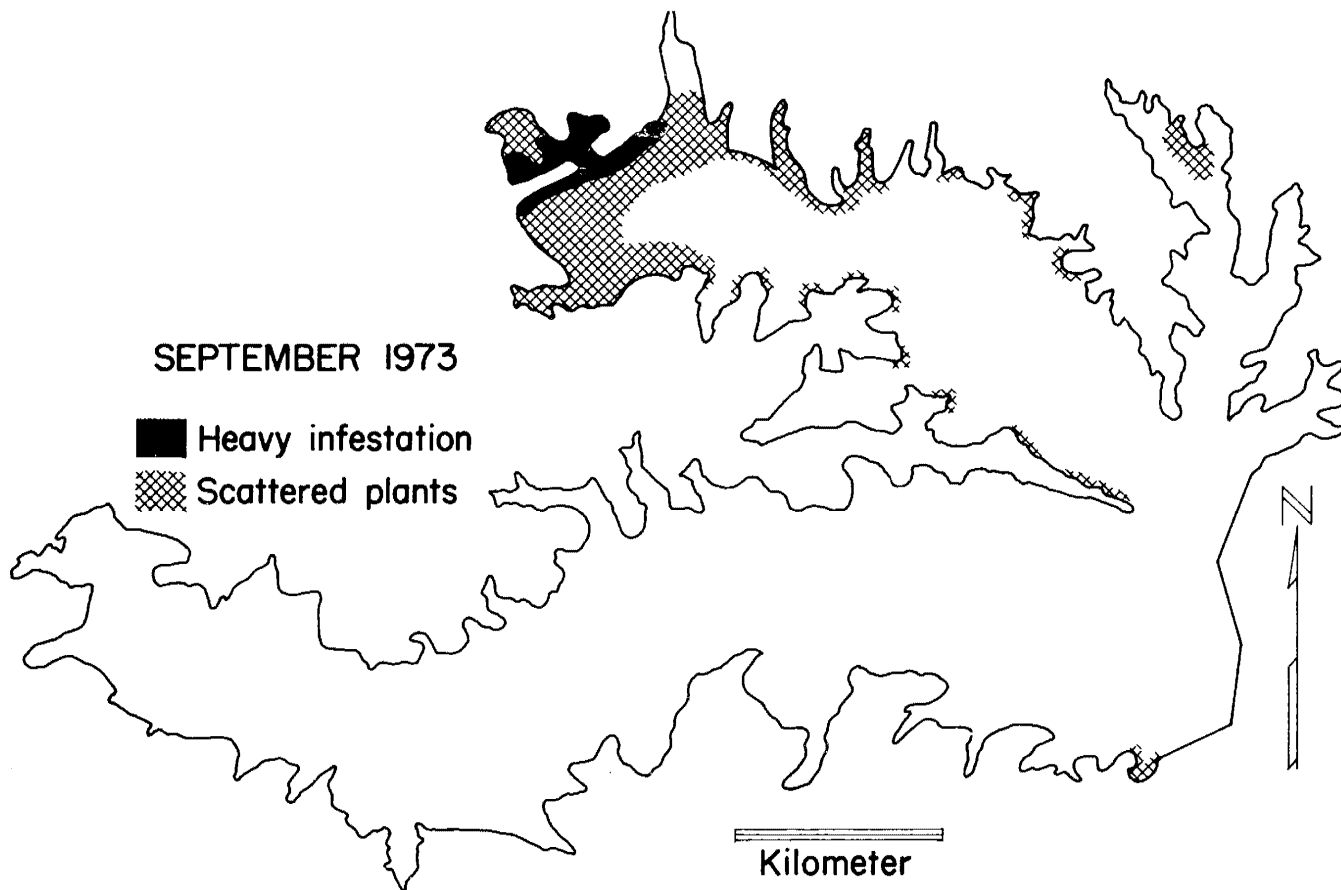 SEPTEMBER 1973
Heavy infestation
Scattered plants
N
Kilometer